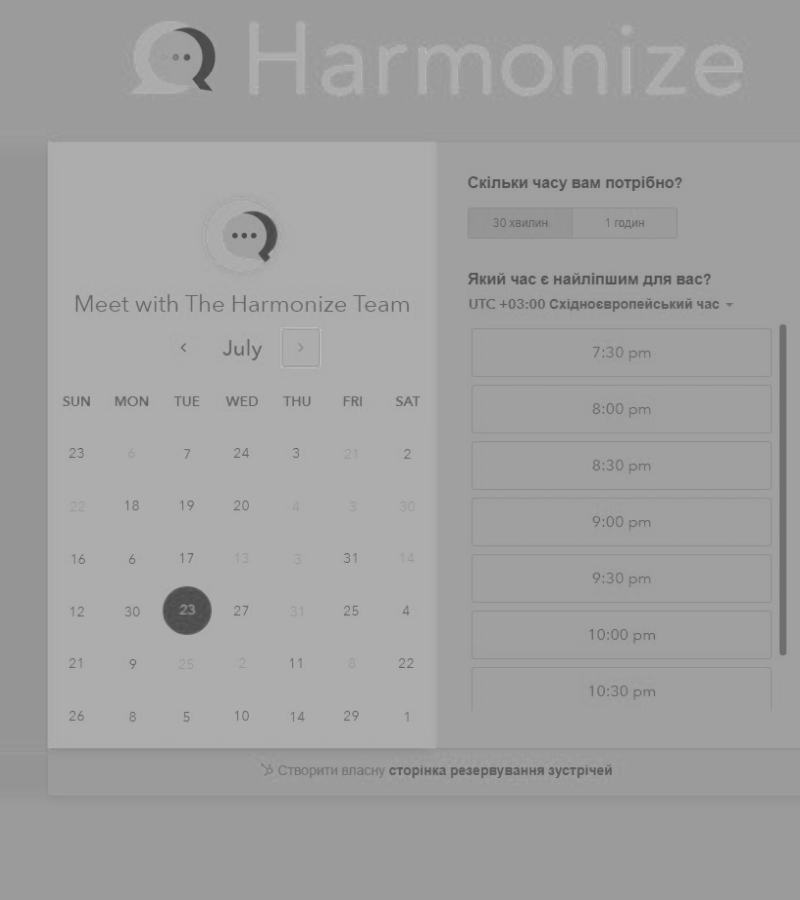 Harmonize
Meet with The Harmonize Team
July
SUN MON TUE WED THU FRI SAT
23 6 7 24 3 21 2
22 18 19 20 4 3 30
16 6 17 13 3 31 14
12 30 23 27 31 25 4
21 9 25 2 11 8 22
26 8 5 10 14 29 1
Скільки часу вам потрібно?
30 хвилин 1 годин
Який час є найліпшим для вас?
UTC +03:00 Східноєвропейський час
7:30 pm
8:00 pm
8:30 pm
9:00 pm
9:30 pm
10:00 pm
10:30 pm
Створити власну сторінка резервування зустрічей